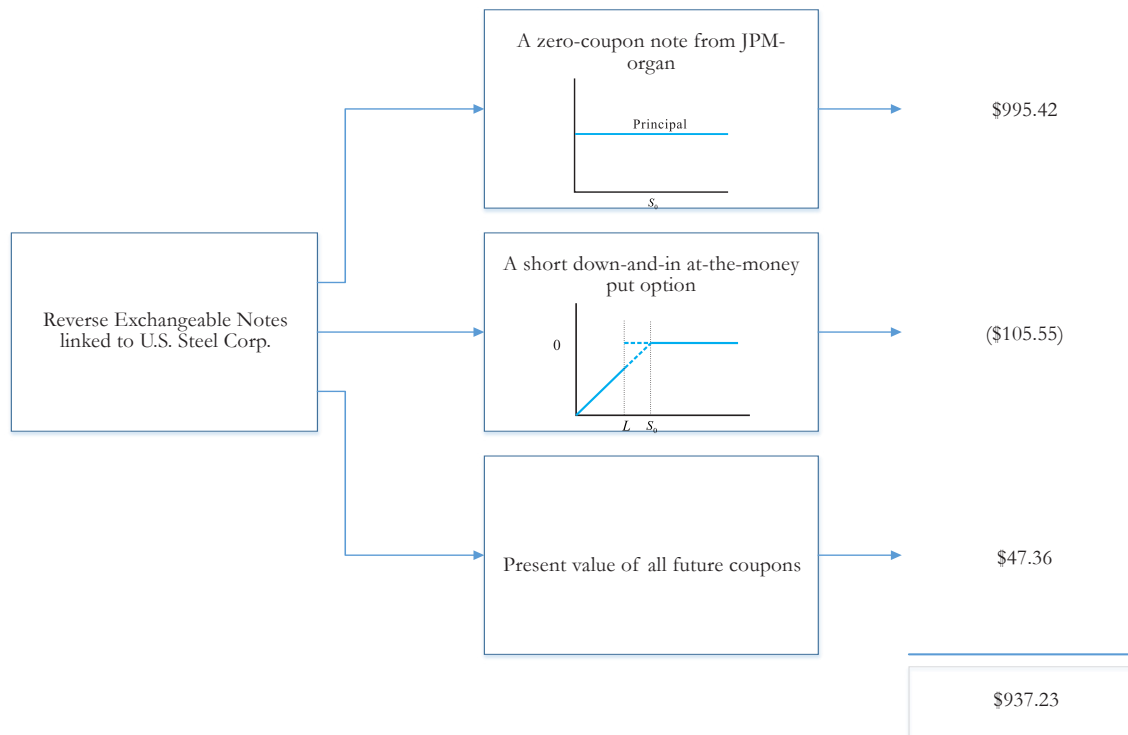 A zero-coupon note from JPM-
organ
Principal
S₀
$995.42
Reverse Exchangeable Notes
linked to U.S. Steel Corp.
A short down-and-in at-the-money
put option
0
L S₀
($105.55)
Present value of all future coupons
$47.36
$937.23